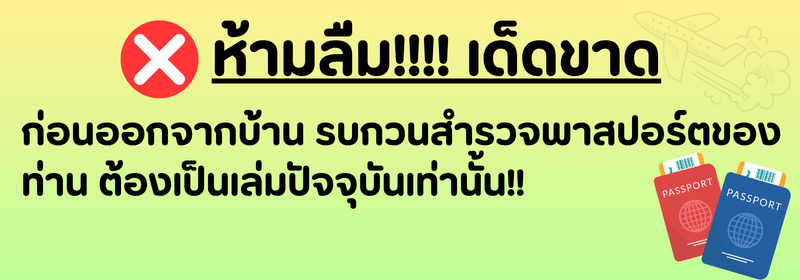 ห้ามลืม!!!! เด็ดขาด
ก่อนออกจากบ้าน รบกวนสำรวจพาสปอร์ตของ
ท่าน ต้องเป็นเล่มปัจจุบันเท่านั้น!!
PASSPORT
PASSPORT